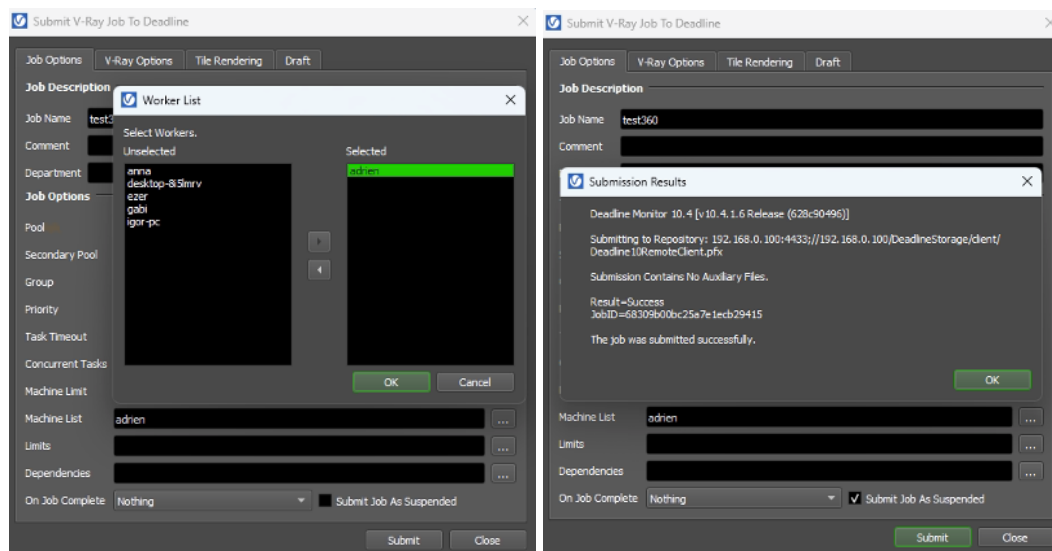 Submit V-Ray Job To Deadline
Job Options V-Ray Options Tile Rendering Draft
Job Description
Worker List
Job Name
Select Workers.
Comment
Unselected Selected
Department
anna
desktop-8i5lmrv
ezer
gabi
igor-pc
adrien
Job Options
Pool
Secondary Pool
Group
Priority
Task Timeout
Concurrent Tasks
OK Cancel
Machine Limit
Machine List adrien ...
Limits ...
Dependencies ...
On Job Complete Nothing Submit Job As Suspended
Submit Close
Submit V-Ray Job To Deadline
Job Options V-Ray Options Tile Rendering Draft
Job Description
Job Name test360
Comment
Submission Results
Deadline Monitor 10.4 [v10.4.1.6 Release (628c90496)]
Submitting to Repository: 192.168.0.100:4433;//192.168.0.100/DeadlineStorage/client/
Deadline10RemoteClient.pfx
Submission Contains No Auxiliary Files.
Result=Success
JobID=68309b00bc25a7e1ecb29415
The job was submitted successfully.
OK
Machine List adrien ...
Limits ...
Dependencies ...
On Job Complete Nothing Submit Job As Suspended
Submit Close